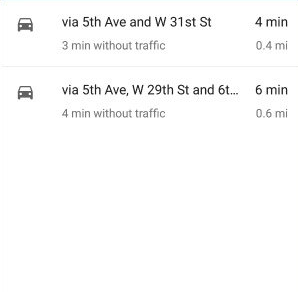 via 5th Ave and W 31st St 4 min
3 min without traffic 0.4 mi
via 5th Ave, W 29th St and 6t... 6 min
4 min without traffic 0.6 mi